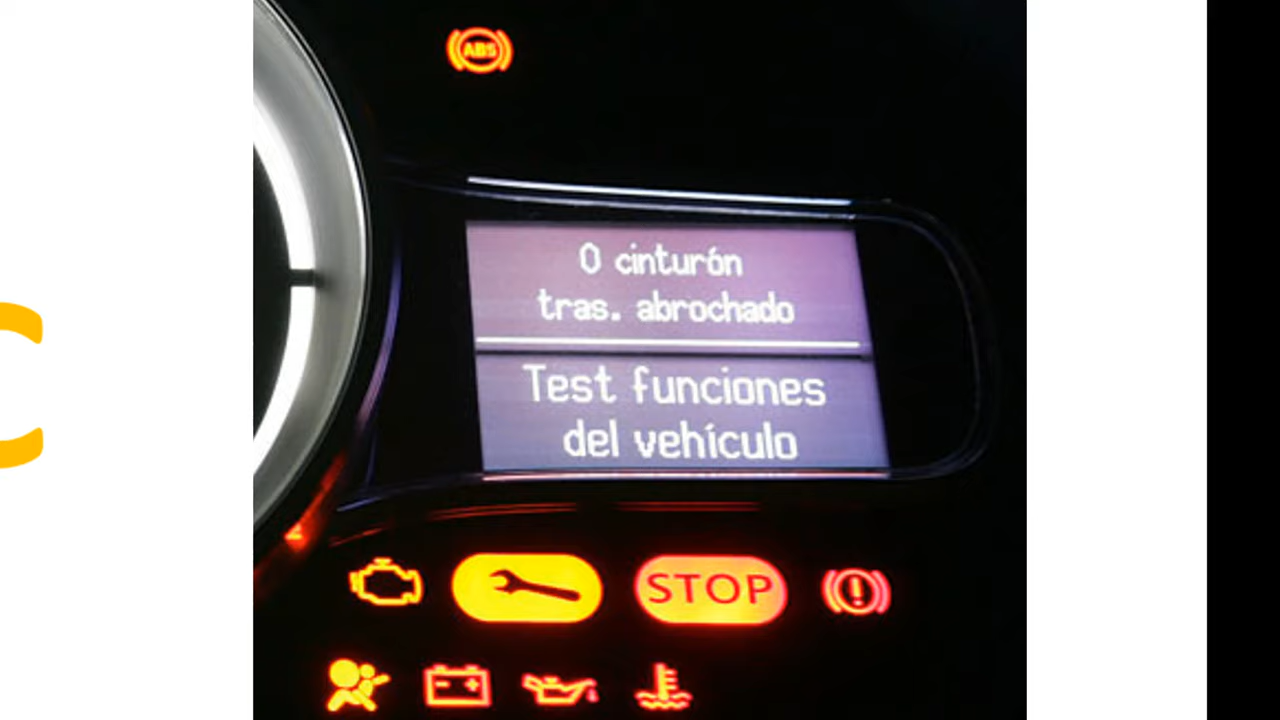 ABS
0 cinturón
tras. abrochado
Test funciones
del vehículo
STOP